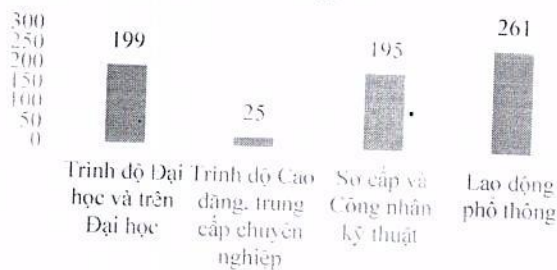 300
250
200
150
100
50
0
199
25
195
261
Trình độ Đại
học và trên
Đại học
Trình độ Cao
đẳng, trung
cấp chuyên
nghiệp
Sơ cấp và
Công nhân
kỹ thuật
Lao động
phổ thông